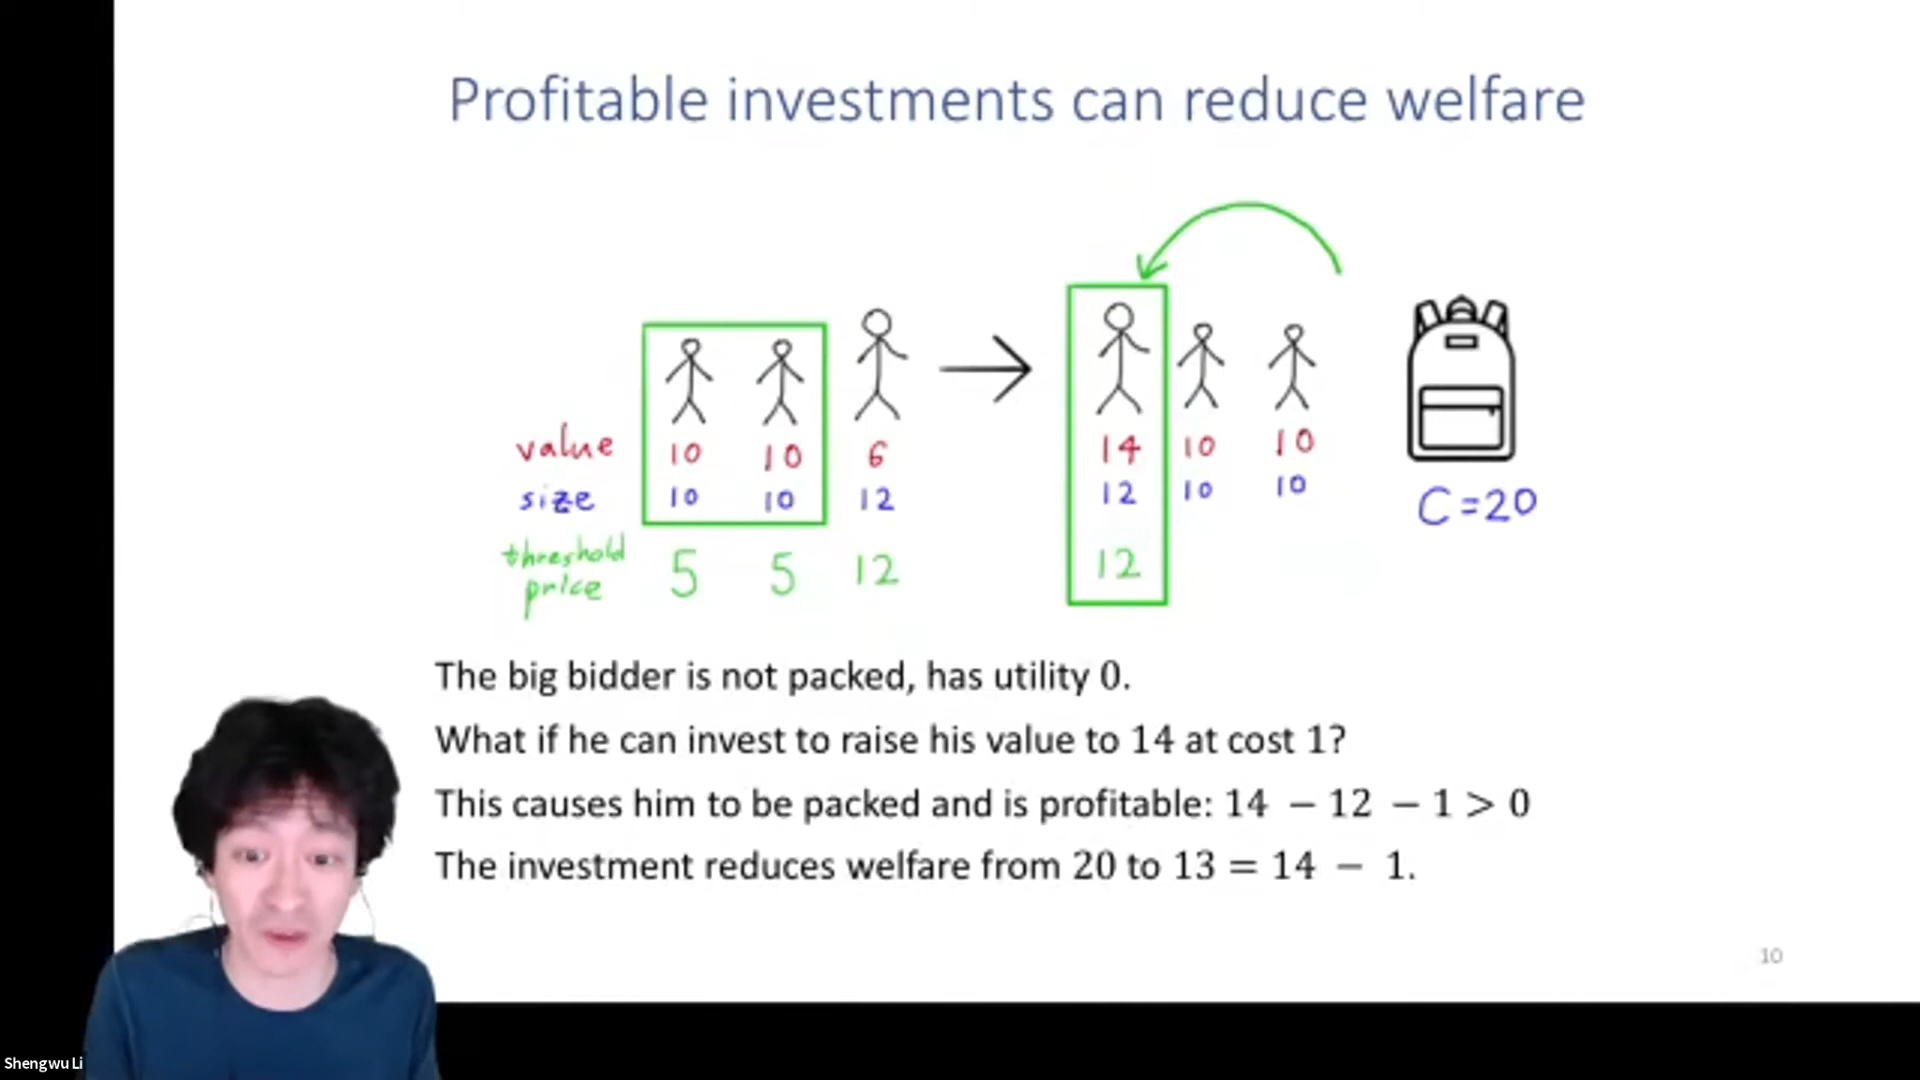 Profitable investments can reduce welfare
value 10 10 6 14 10 10
size 10 10 12 12 10 10
C=20
threshold price 5 5 12 12
The big bidder is not packed, has utility 0.
What if he can invest to raise his value to 14 at cost 1?
This causes him to be packed and is profitable: 14 − 12 − 1 > 0
The investment reduces welfare from 20 to 13 = 14 − 1.
10
Shengwu Li